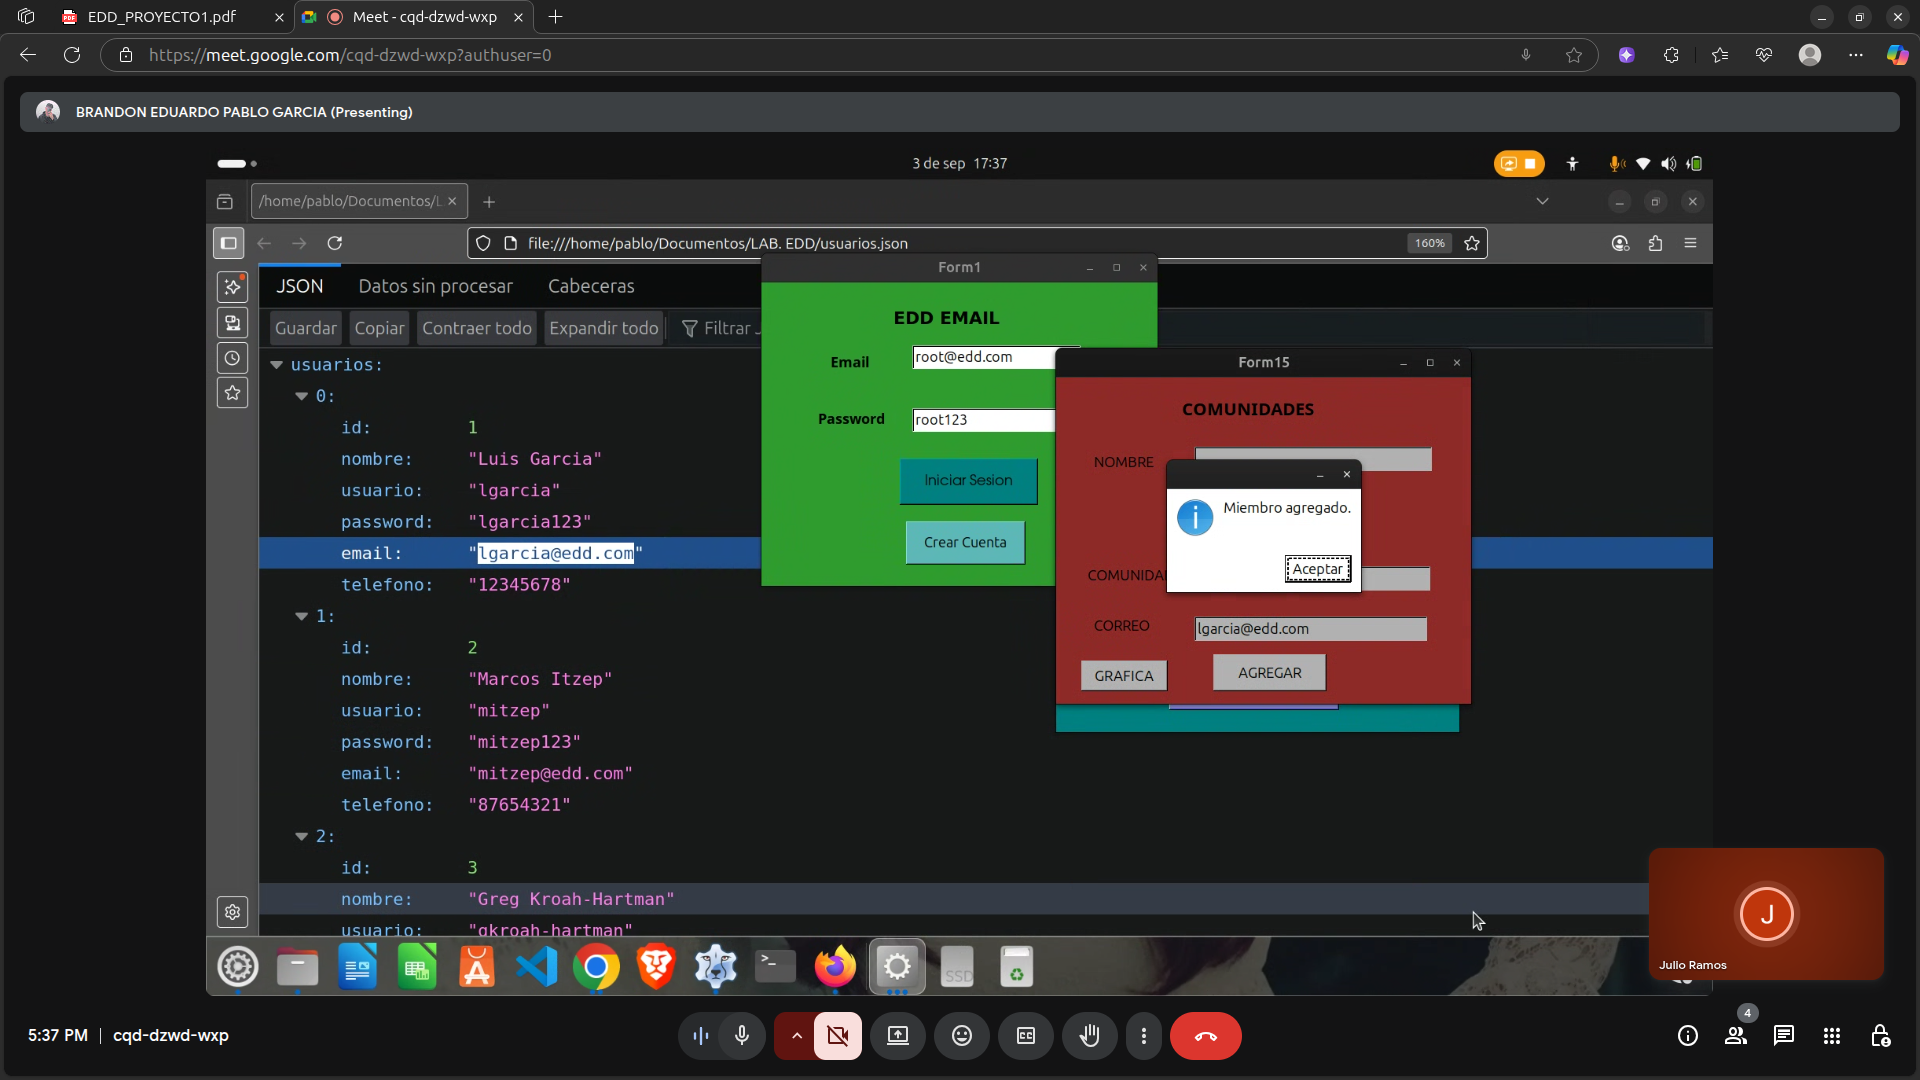 EDD_PROYECTO1.pdf
Meet - cqd-dzwd-wxp
https://meet.google.com/cqd-dzwd-wxp?authuser=0
BRANDON EDUARDO PABLO GARCIA (Presenting)
3 de sep 17:37
/home/pablo/Documentos/L
file:///home/pablo/Documentos/LAB. EDD/usuarios.json
160%
JSON
Datos sin procesar
Cabeceras
Guardar
Copiar
Contraer todo
Expandir todo
Filtrar J
usuarios:
0:
id: 1
nombre: "Luis Garcia"
usuario: "lgarcia"
password: "lgarcia123"
email: "lgarcia@edd.com"
telefono: "12345678"
1:
id: 2
nombre: "Marcos Itzep"
usuario: "mitzep"
password: "mitzep123"
email: "mitzep@edd.com"
telefono: "87654321"
2:
id: 3
nombre: "Greg Kroah-Hartman"
usuario: "gkroah-hartman"
Form1
EDD EMAIL
Email
root@edd.com
Password
root123
Iniciar Sesion
Crear Cuenta
Form15
COMUNIDADES
NOMBRE
Miembro agregado.
Aceptar
COMUNIDA
CORREO
lgarcia@edd.com
GRAFICA
AGREGAR
SSD
J
Julio Ramos
5:37 PM
cqd-dzwd-wxp
CC
4